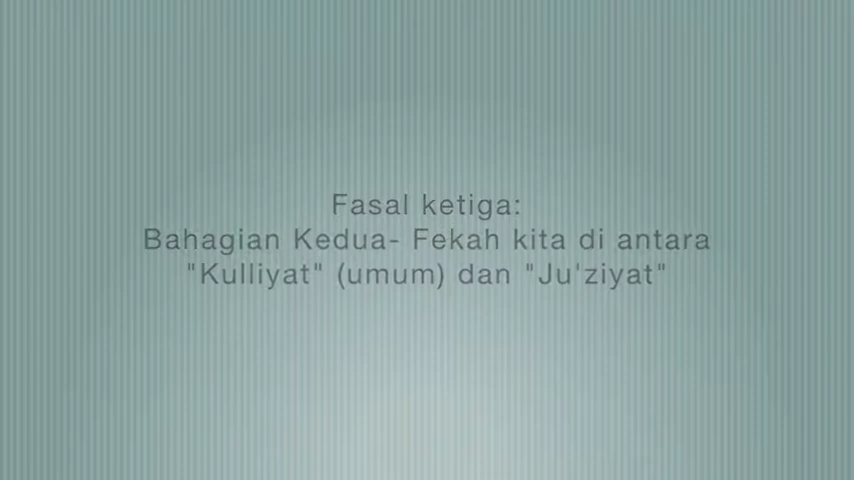 Fasal ketiga:
Bahagian Kedua- Fekah kita di antara
"Kulliyat" (umum) dan "Ju'ziyat"